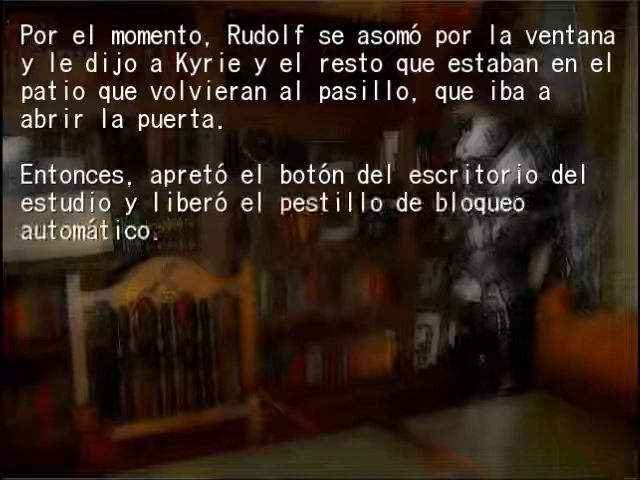 Por el momento, Rudolf se asomó por la ventana
y le dijo a Kyrie y el resto que estaban en el
patio que volvieran al pasillo, que iba a
abrir la puerta.
Entonces, apretó el botón del escritorio del
estudio y liberó el pestillo de bloqueo
automático.